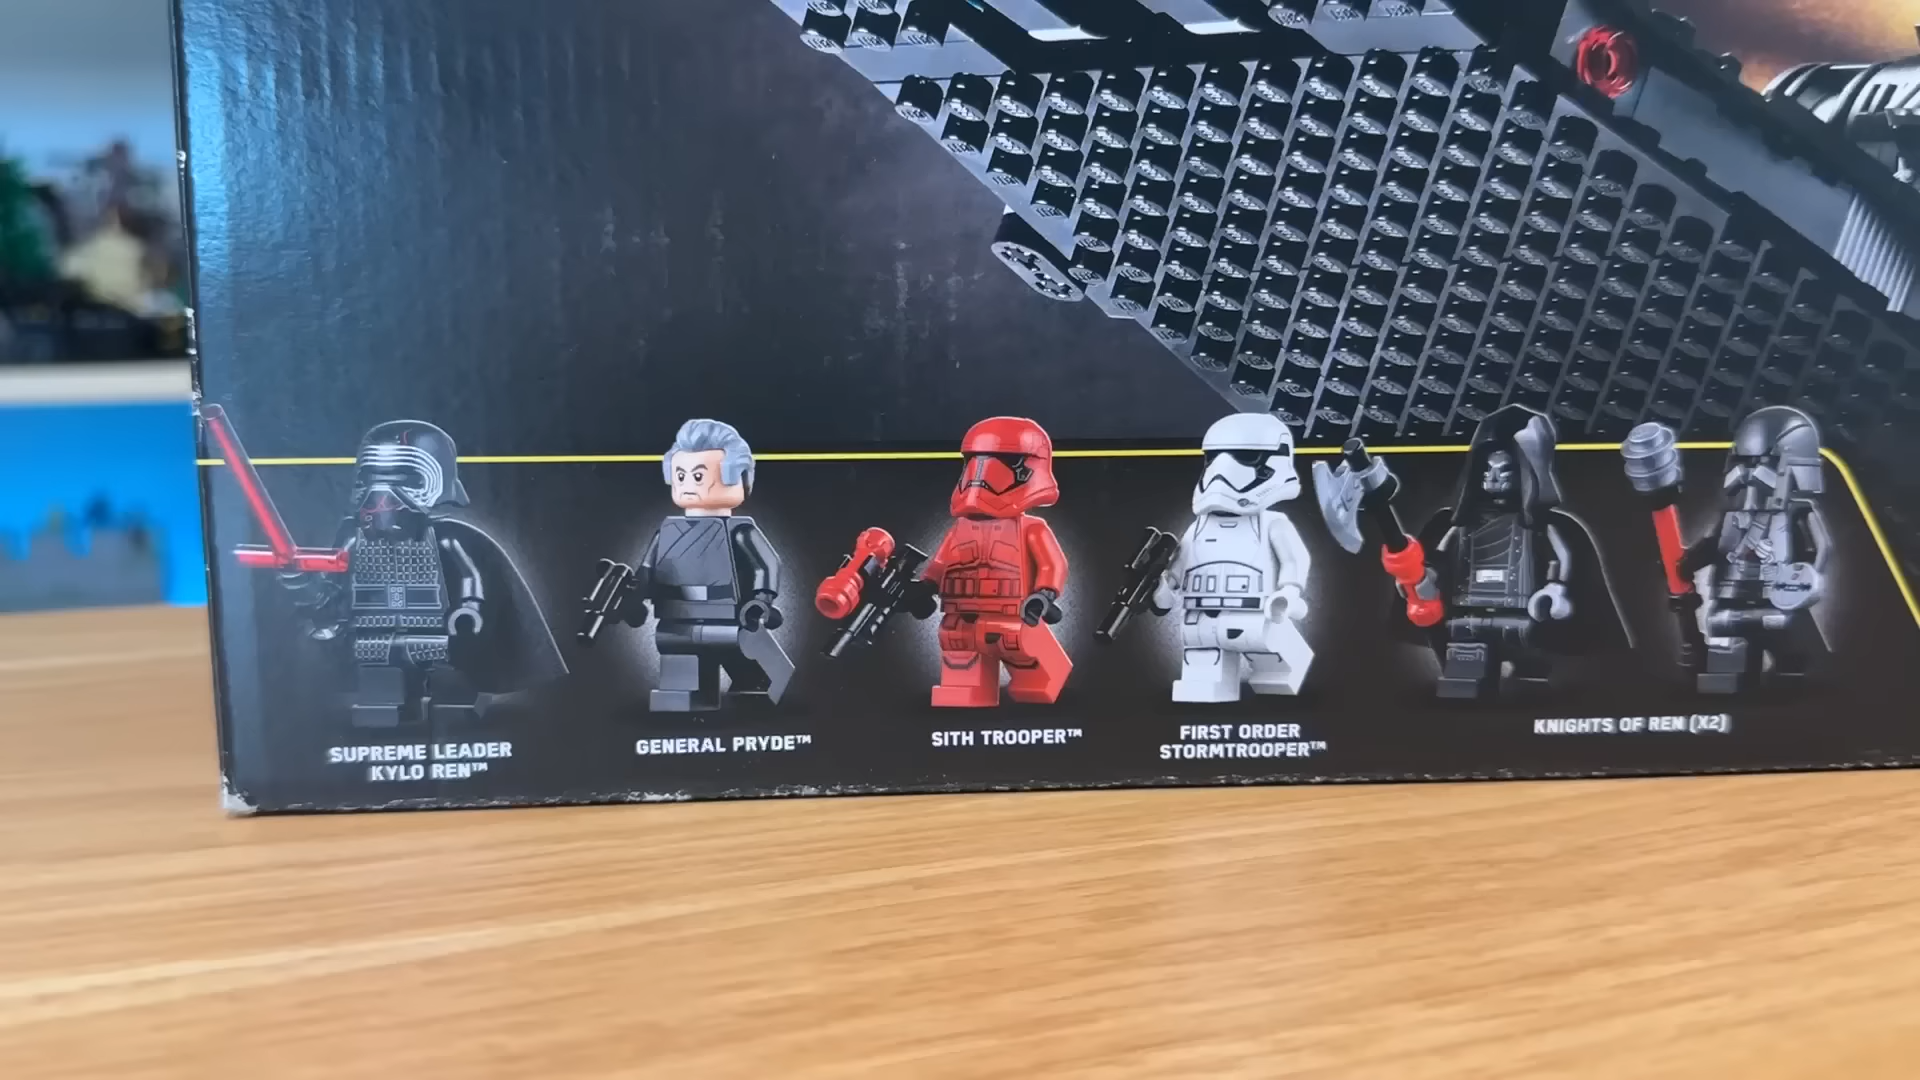 SUPREME LEADER
KYLO REN™
GENERAL PRYDE™
SITH TROOPER™
FIRST ORDER
STORMTROOPER™
KNIGHTS OF REN (X2)